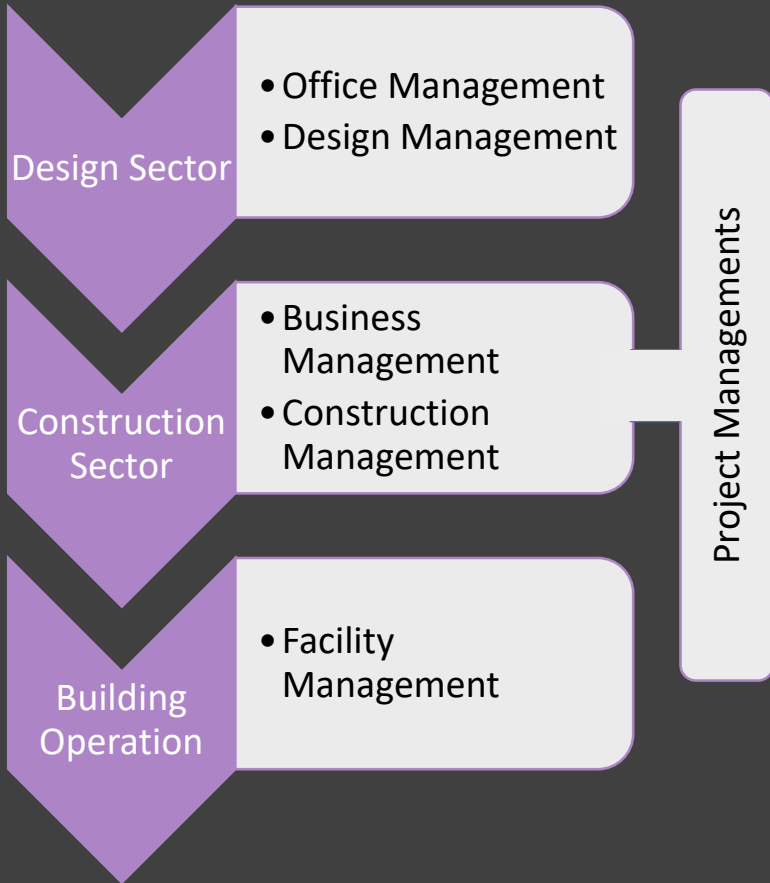 Design Sector
• Office Management
• Design Management
Construction
Sector
• Business
Management
• Construction
Management
Building
Operation
• Facility
Management
Project Managements